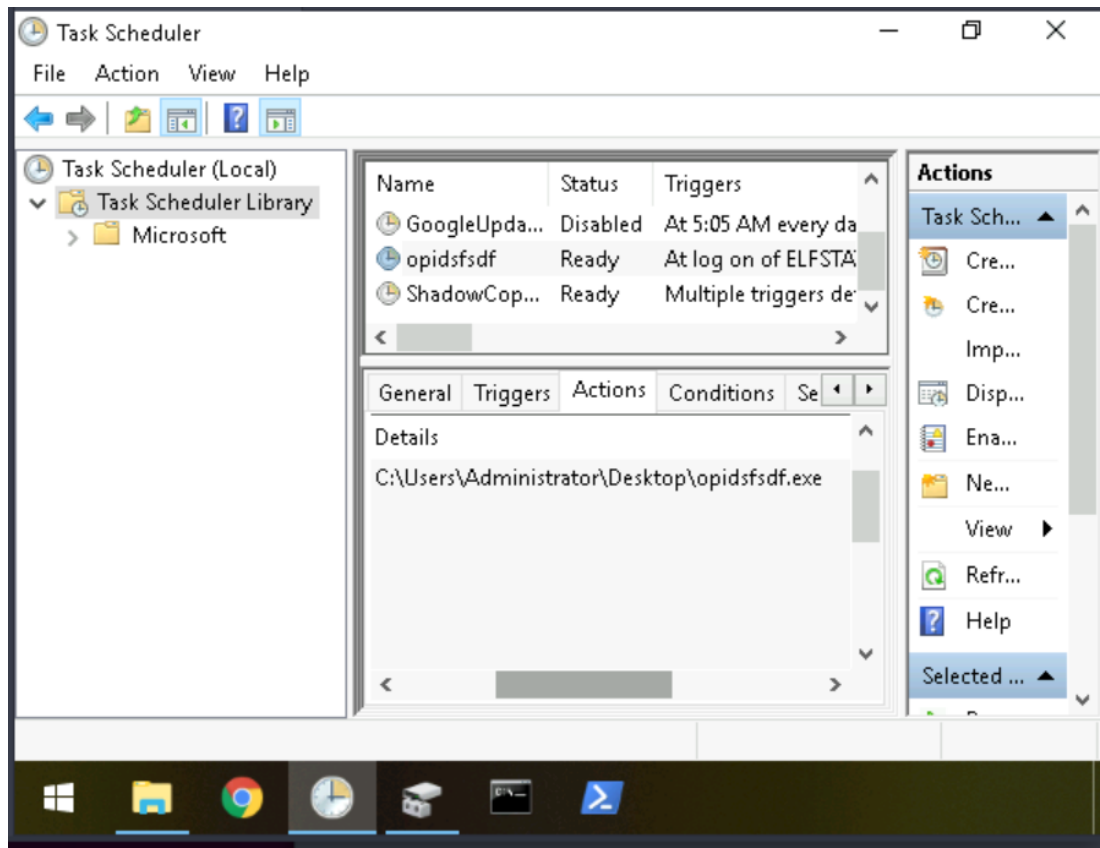 Task Scheduler
File Action View Help
Task Scheduler (Local)
Task Scheduler Library
Microsoft
Name Status Triggers
GoogleUpda... Disabled At 5:05 AM every da
opidsfsdf Ready At log on of ELFSTA
ShadowCop... Ready Multiple triggers de
General Triggers Actions Conditions Se
Details
C:\Users\Administrator\Desktop\opidsfsdf.exe
Actions
Task Sch...
Cre...
Cre...
Imp...
Disp...
Ena...
Ne...
View
Refr...
Help
Selected ...